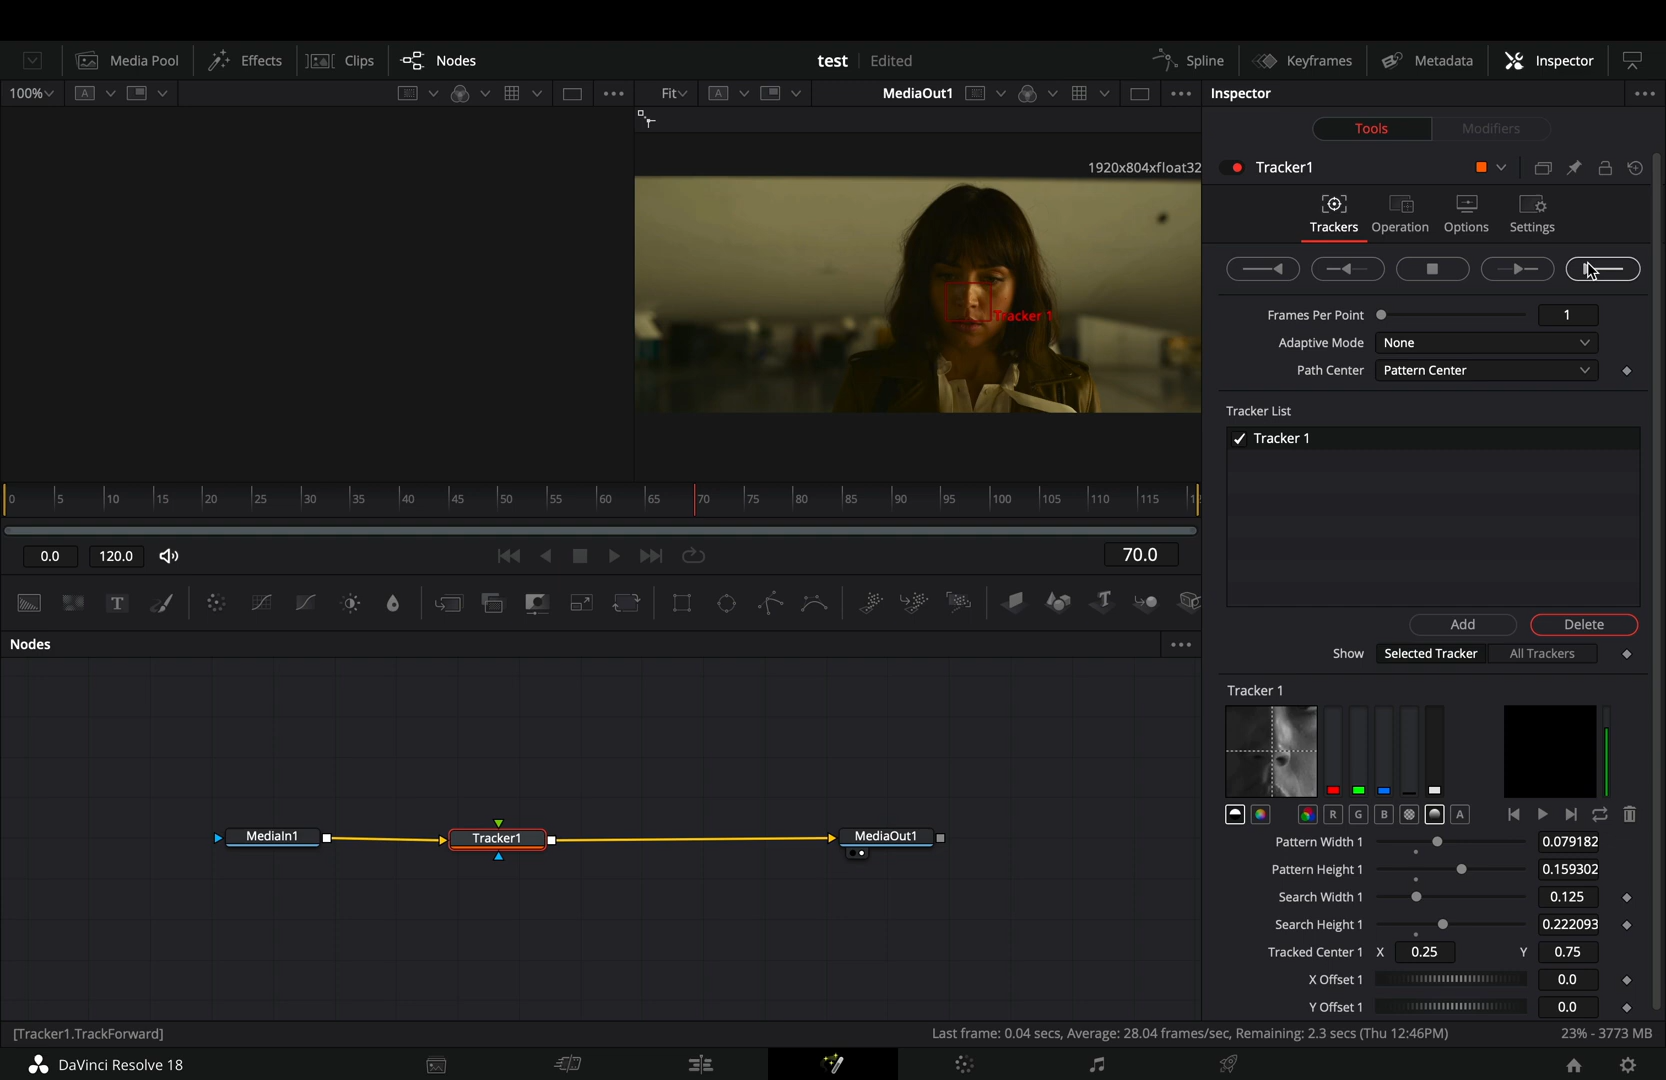 Media Pool Effects Clips Nodes test Edited Spline Keyframes Metadata Inspector
100% A Fit A MediaOut1 Inspector
Tools Modifiers
1920x804xfloat32
Tracker1
Trackers Operation Options Settings
Tracker 1
Frames Per Point 1
Adaptive Mode None
Path Center Pattern Center
Tracker List
Tracker 1
0 5 10 15 20 25 30 35 40 45 50 55 60 65 70 75 80 85 90 95 100 105 110 115 1
0.0 120.0 70.0
T T
Add Delete
Nodes
Show Selected Tracker All Trackers
Tracker 1
R G B A
MediaIn1 Tracker1 MediaOut1
Pattern Width 1 0.079182
Pattern Height 1 0.159302
Search Width 1 0.125
Search Height 1 0.222093
Tracked Center 1 X 0.25 Y 0.75
X Offset 1 0.0
Y Offset 1 0.0
[Tracker1.TrackForward] Last frame: 0.04 secs, Average: 28.04 frames/sec, Remaining: 2.3 secs (Thu 12:46PM) 23% - 3773 MB
DaVinci Resolve 18